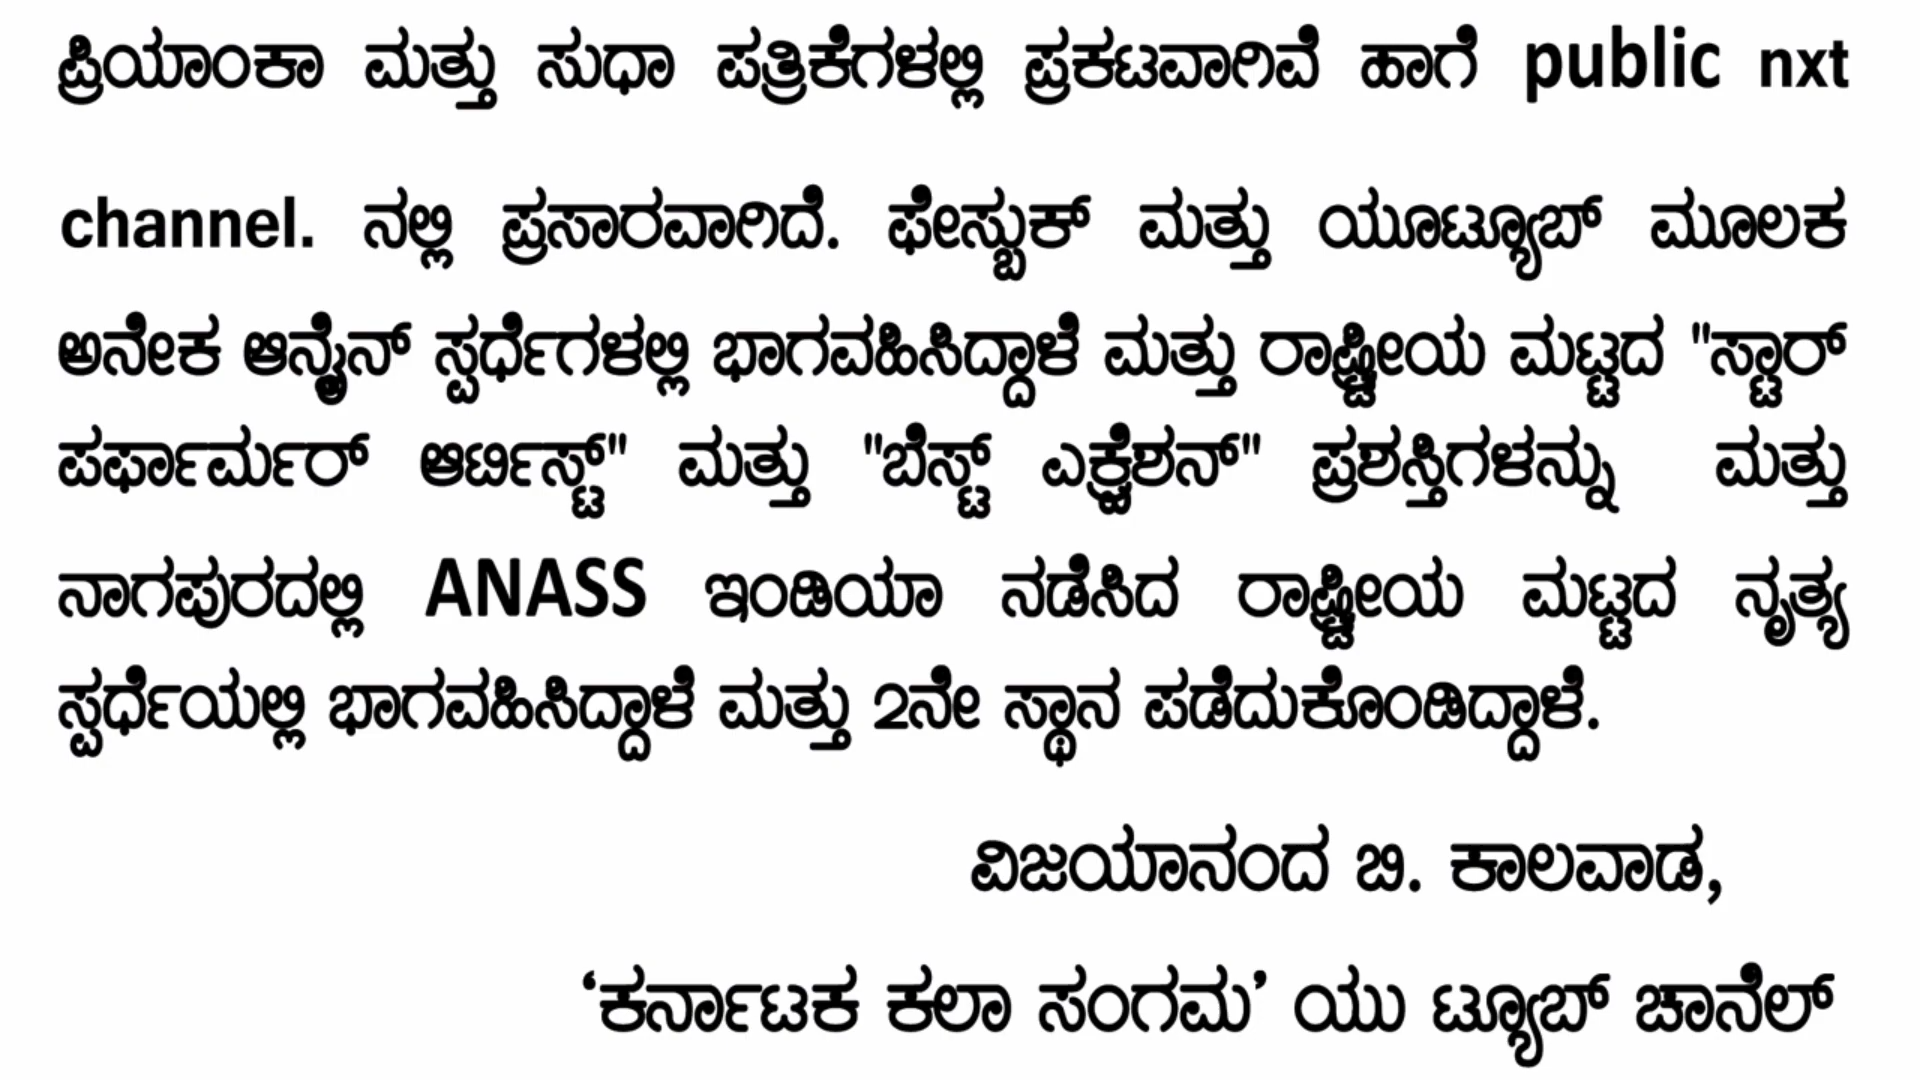 ಪ್ರಿಯಾಂಕಾ ಮತ್ತು ಸುಧಾ ಪತ್ರಿಕೆಗಳಲ್ಲಿ ಪ್ರಕಟವಾಗಿವೆ ಹಾಗೆ public nxt
channel. ನಲ್ಲಿ ಪ್ರಸಾರವಾಗಿದೆ. ಫೇಸ್ಬುಕ್ ಮತ್ತು ಯೂಟ್ಯೂಬ್ ಮೂಲಕ
ಅನೇಕ ಆನ್ಲೈನ್ ಸ್ಪರ್ಧೆಗಳಲ್ಲಿ ಭಾಗವಹಿಸಿದ್ದಾಳೆ ಮತ್ತು ರಾಷ್ಟ್ರೀಯ ಮಟ್ಟದ "ಸ್ಟಾರ್
ಪರ್ಫಾರ್ಮರ್ ಆರ್ಟಿಸ್ಟ್" ಮತ್ತು "ಬೆಸ್ಟ್ ಎಕ್ಸ್ಪ್ರೆಶನ್" ಪ್ರಶಸ್ತಿಗಳನ್ನು ಮತ್ತು
ನಾಗಪುರದಲ್ಲಿ ANASS ಇಂಡಿಯಾ ನಡೆಸಿದ ರಾಷ್ಟ್ರೀಯ ಮಟ್ಟದ ನೃತ್ಯ
ಸ್ಪರ್ಧೆಯಲ್ಲಿ ಭಾಗವಹಿಸಿದ್ದಾಳೆ ಮತ್ತು 2ನೇ ಸ್ಥಾನ ಪಡೆದುಕೊಂಡಿದ್ದಾಳೆ.
ವಿಜಯಾನಂದ ಬಿ. ಕಾಲವಾಡ,
‘ಕರ್ನಾಟಕ ಕಲಾ ಸಂಗಮ’ ಯು ಟ್ಯೂಬ್ ಚಾನೆಲ್